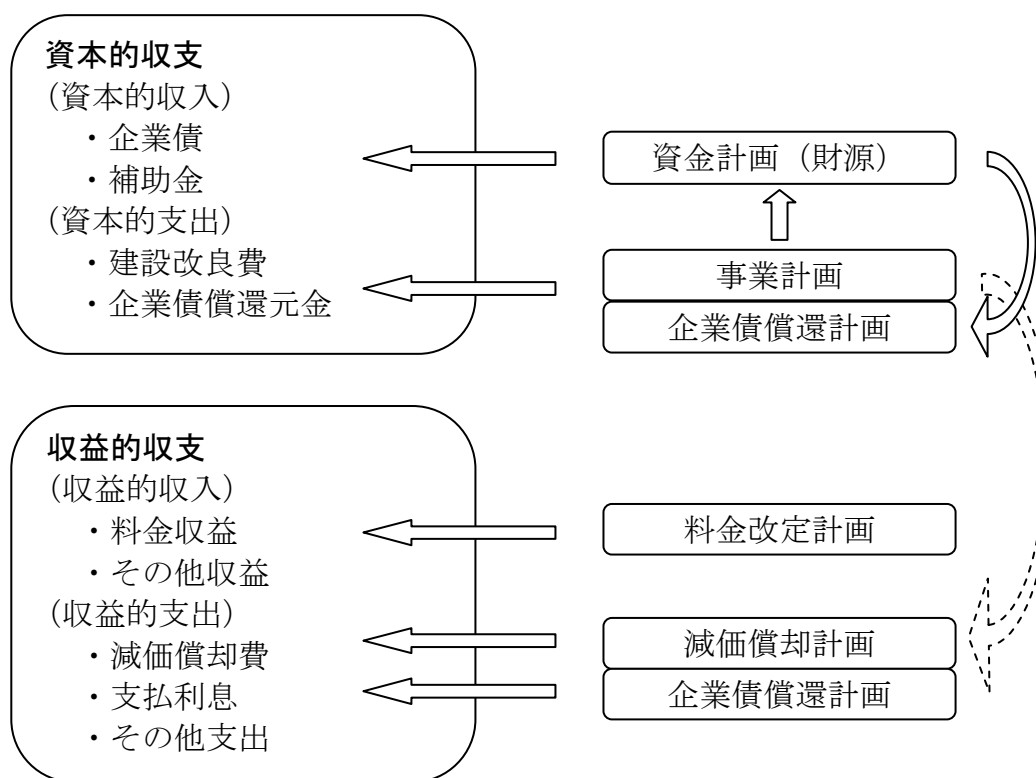 資本的収支
(資本的収入)
・企業債
・補助金
(資本的支出)
・建設改良費
・企業債償還元金
資金計画（財源）
事業計画
企業債償還計画
収益的収支
(収益的収入)
・料金収益
・その他収益
(収益的支出)
・減価償却費
・支払利息
・その他支出
料金改定計画
減価償却計画
企業債償還計画